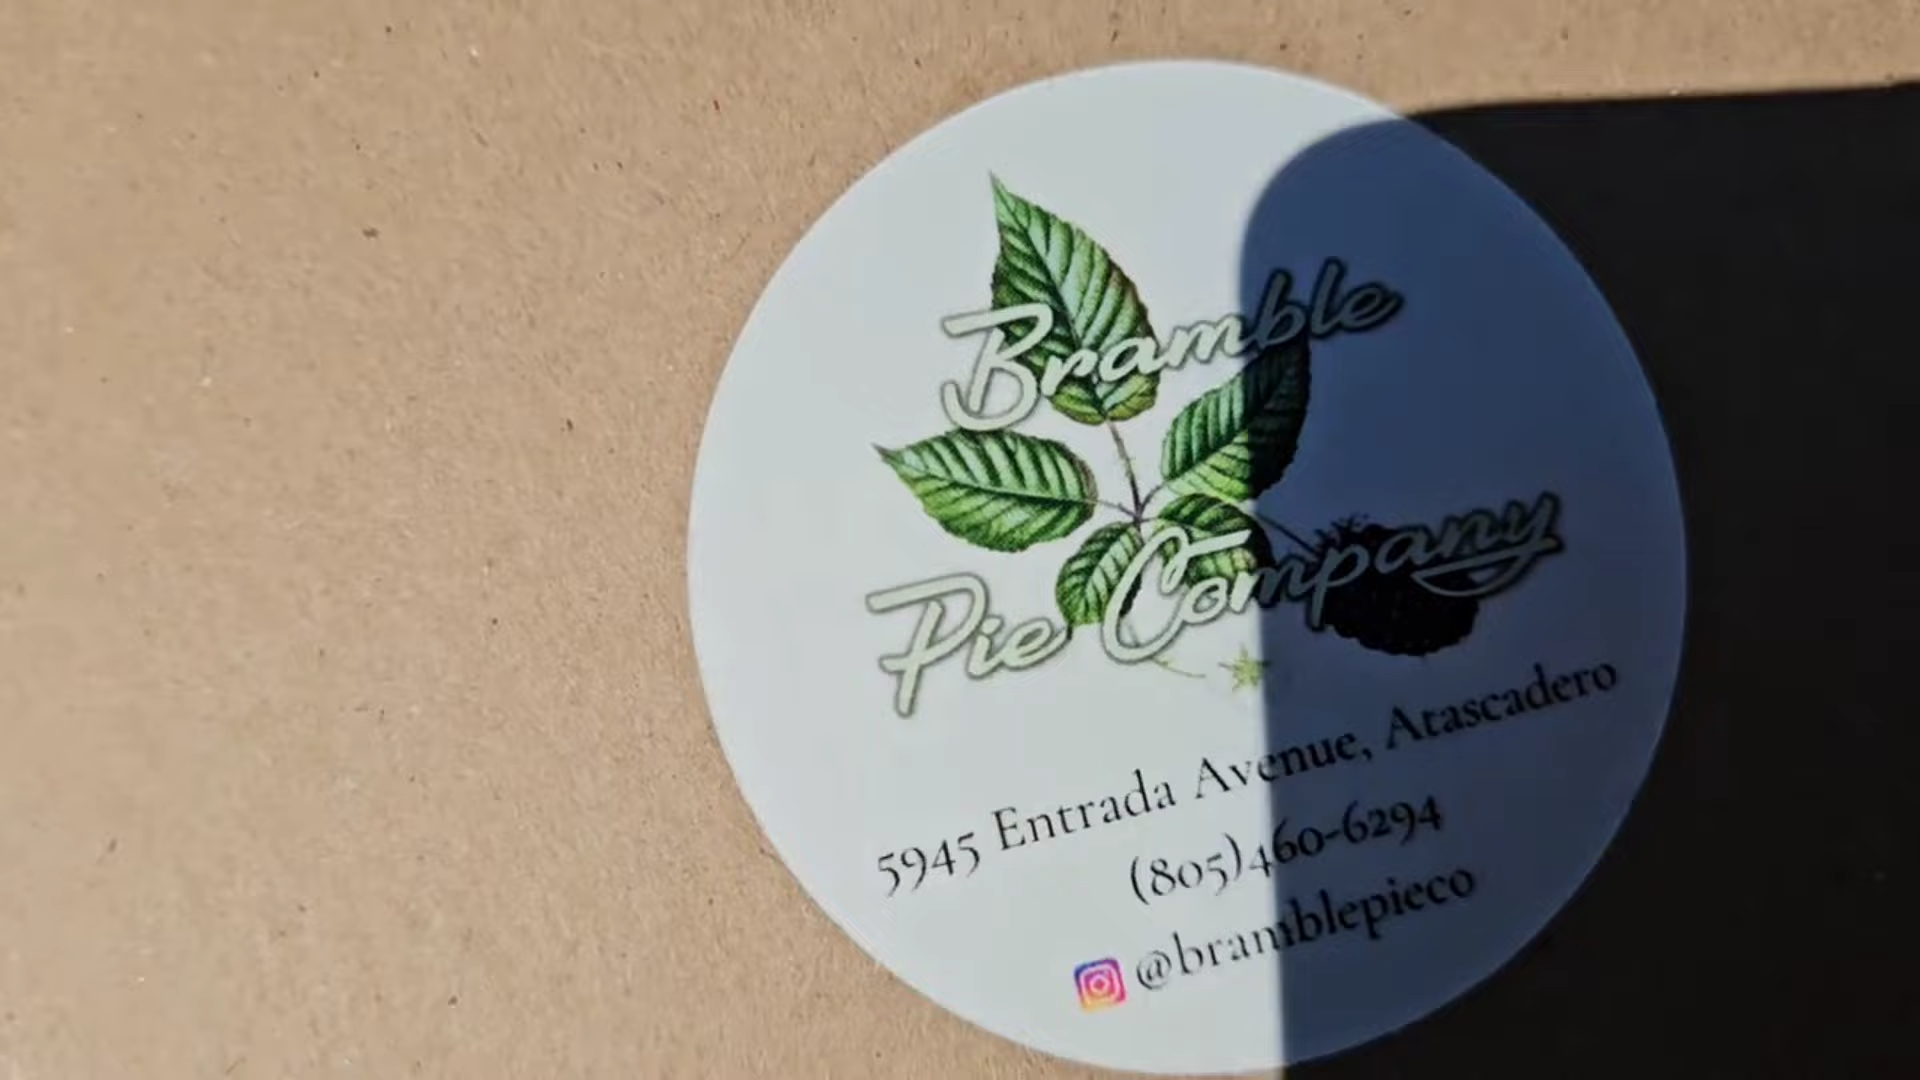 Bramble
Pie Company
5945 Entrada Avenue, Atascadero
(805)460-6294
@bramblepieco